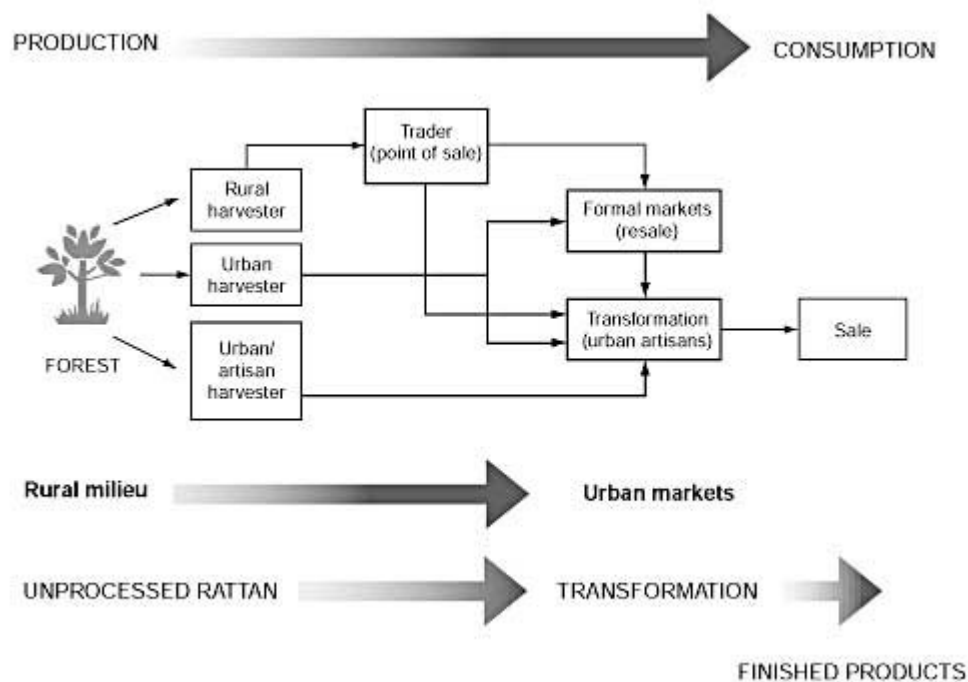 PRODUCTION
CONSUMPTION
Trader
(point of sale)
Rural
harvester
Formal markets
(resale)
Urban
harvester
Transformation
(urban artisans)
Sale
FOREST
Urban/
artisan
harvester
Rural milieu
Urban markets
UNPROCESSED RATTAN
TRANSFORMATION
FINISHED PRODUCTS